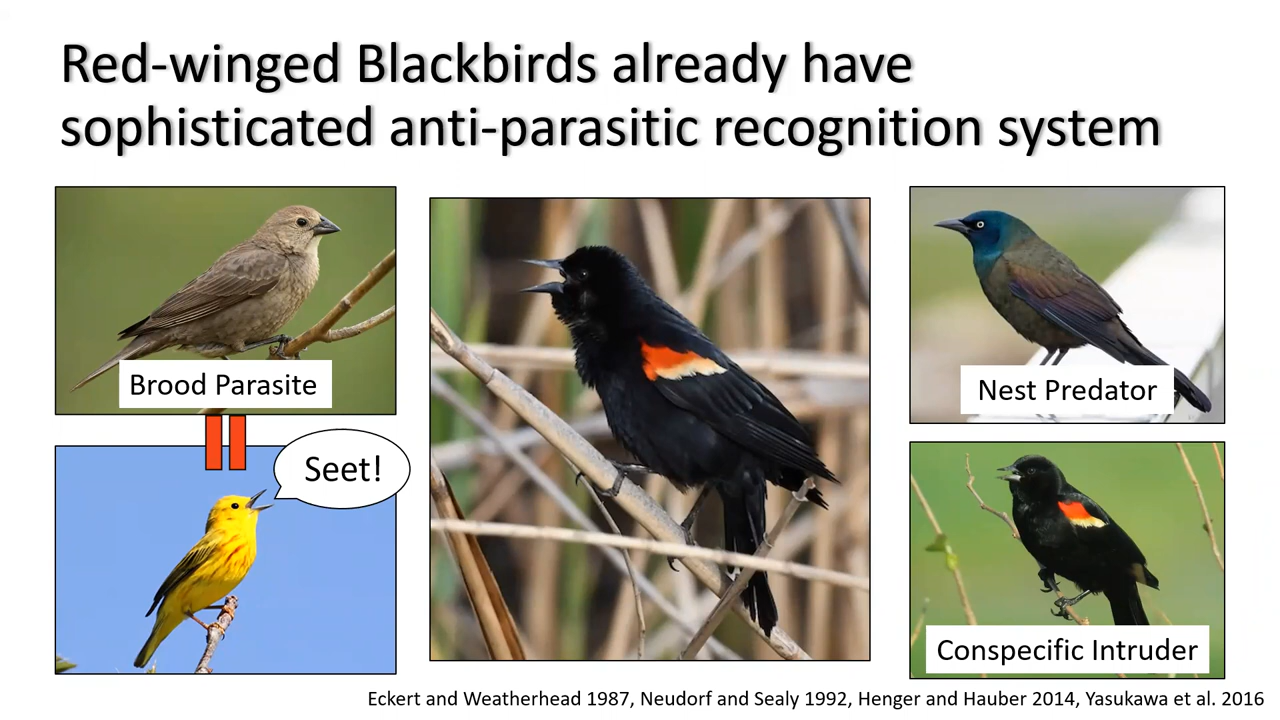 Red-winged Blackbirds already have
sophisticated anti-parasitic recognition system
Brood Parasite
Seet!
Nest Predator
Conspecific Intruder
Eckert and Weatherhead 1987, Neudorf and Sealy 1992, Henger and Hauber 2014, Yasukawa et al. 2016